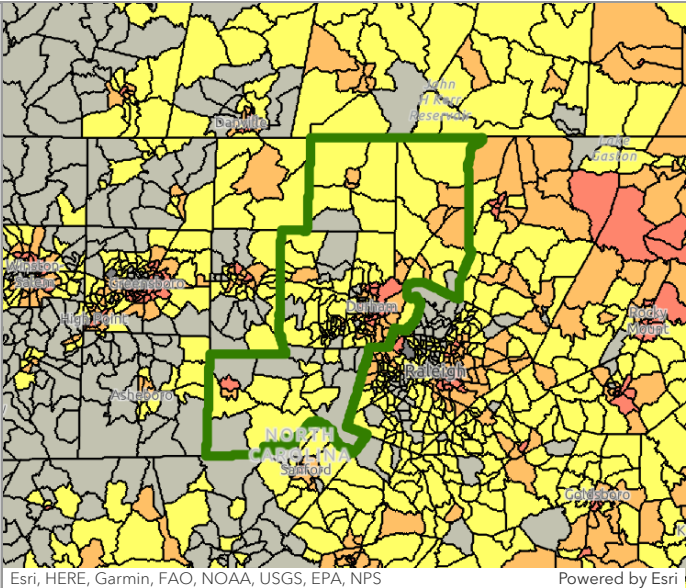 John
H Kerr
Reservoir
Danville
Lake
Gaston
Winston-
Salem
Greensboro
Durham
High Point
Rocky
Mount
Raleigh
Asheboro
NORTH
CAROLINA
Sanford
Goldsboro
K
Esri, HERE, Garmin, FAO, NOAA, USGS, EPA, NPS
Powered by Esri